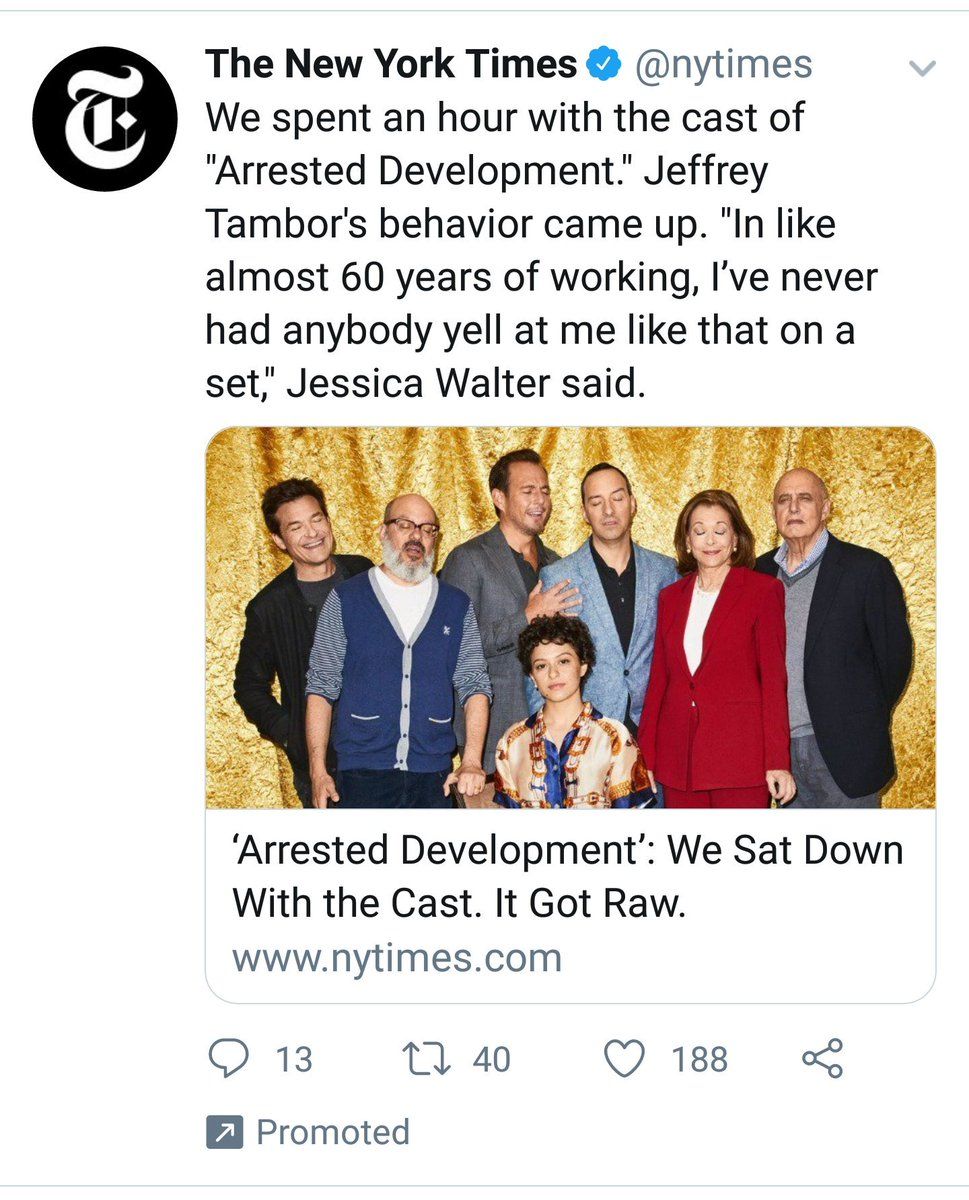 The New York Times @nytimes
We spent an hour with the cast of
"Arrested Development." Jeffrey
Tambor's behavior came up. "In like
almost 60 years of working, I’ve never
had anybody yell at me like that on a
set," Jessica Walter said.
‘Arrested Development’: We Sat Down
With the Cast. It Got Raw.
www.nytimes.com
13 40 188
Promoted